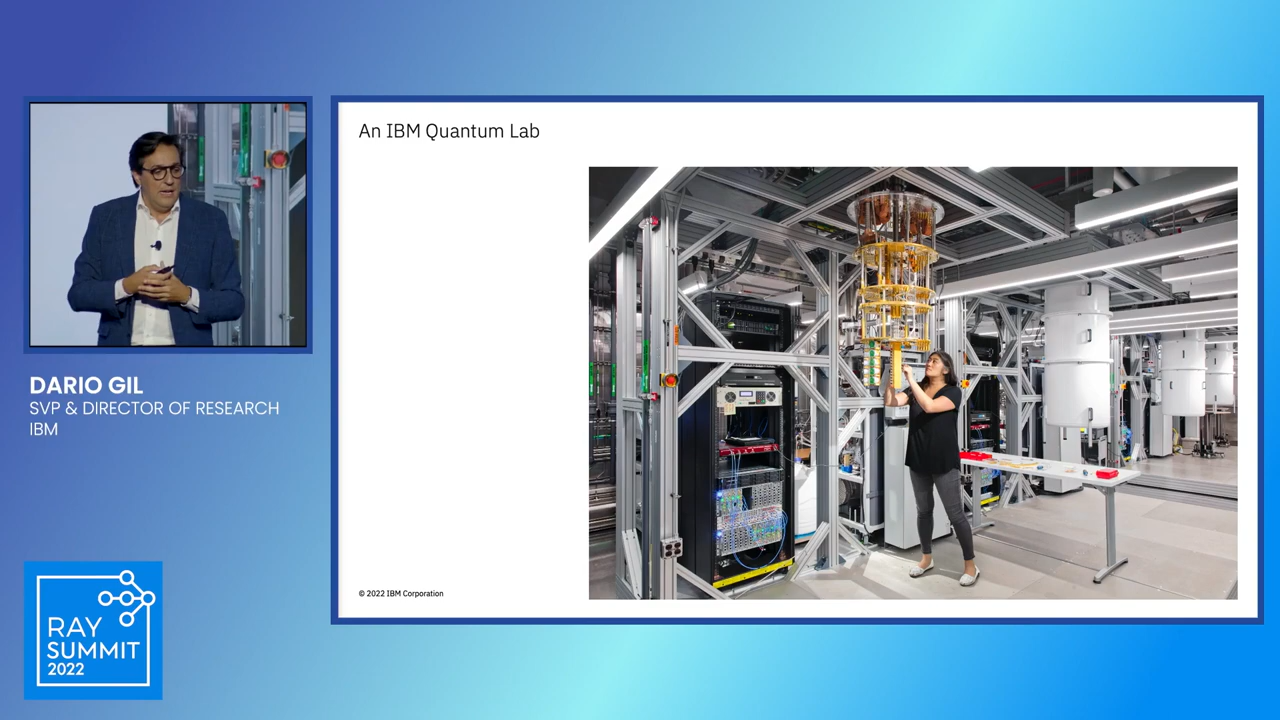 An IBM Quantum Lab
DARIO GIL
SVP & DIRECTOR OF RESEARCH
IBM
© 2022 IBM Corporation
RAY
SUMMIT
2022